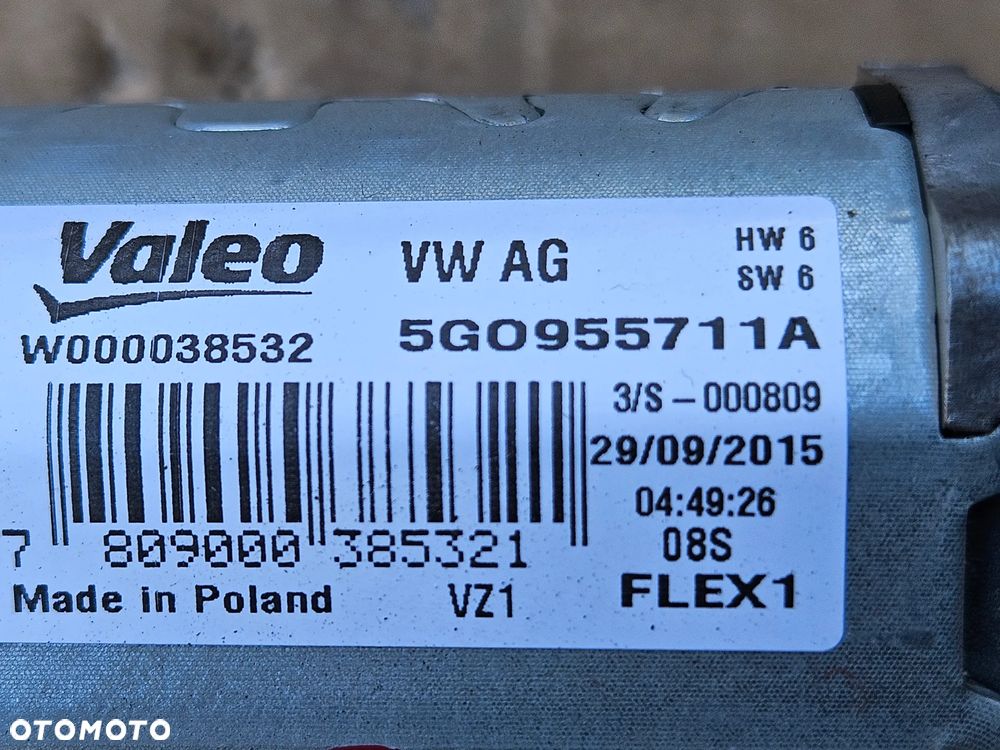 Valeo
VW AG
HW 6
SW 6
W000038532
5G0955711A
3/S - 000809
29/09/2015
04:49:26
08S
7 809000 385321
Made in Poland
VZ1
FLEX1
OTOMOTO